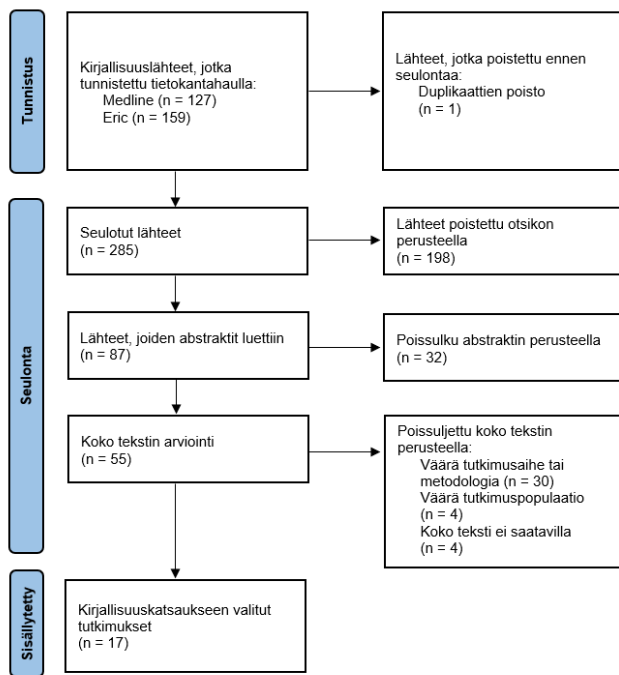 Tunnistus
Kirjallisuuslähteet, jotka
tunnistettu tietokantahaulla:
Medline (n = 127)
Eric (n = 159)
Lähteet, jotka poistettu ennen
seulontaa:
Duplikaattien poisto
(n = 1)
Seulonta
Seulotut lähteet
(n = 285)
Lähteet poistettu otsikon
perusteella
(n = 198)
Lähteet, joiden abstraktit luettiin
(n = 87)
Poissulku abstraktin perusteella
(n = 32)
Koko tekstin arviointi
(n = 55)
Poissuljettu koko tekstin
perusteella:
Väärä tutkimusaihe tai
metodologia (n = 30)
Väärä tutkimuspopulaatio
(n = 4)
Koko teksti ei saatavilla
(n = 4)
Sisällytetty
Kirjallisuuskatsaukseen valitut
tutkimukset
(n = 17)